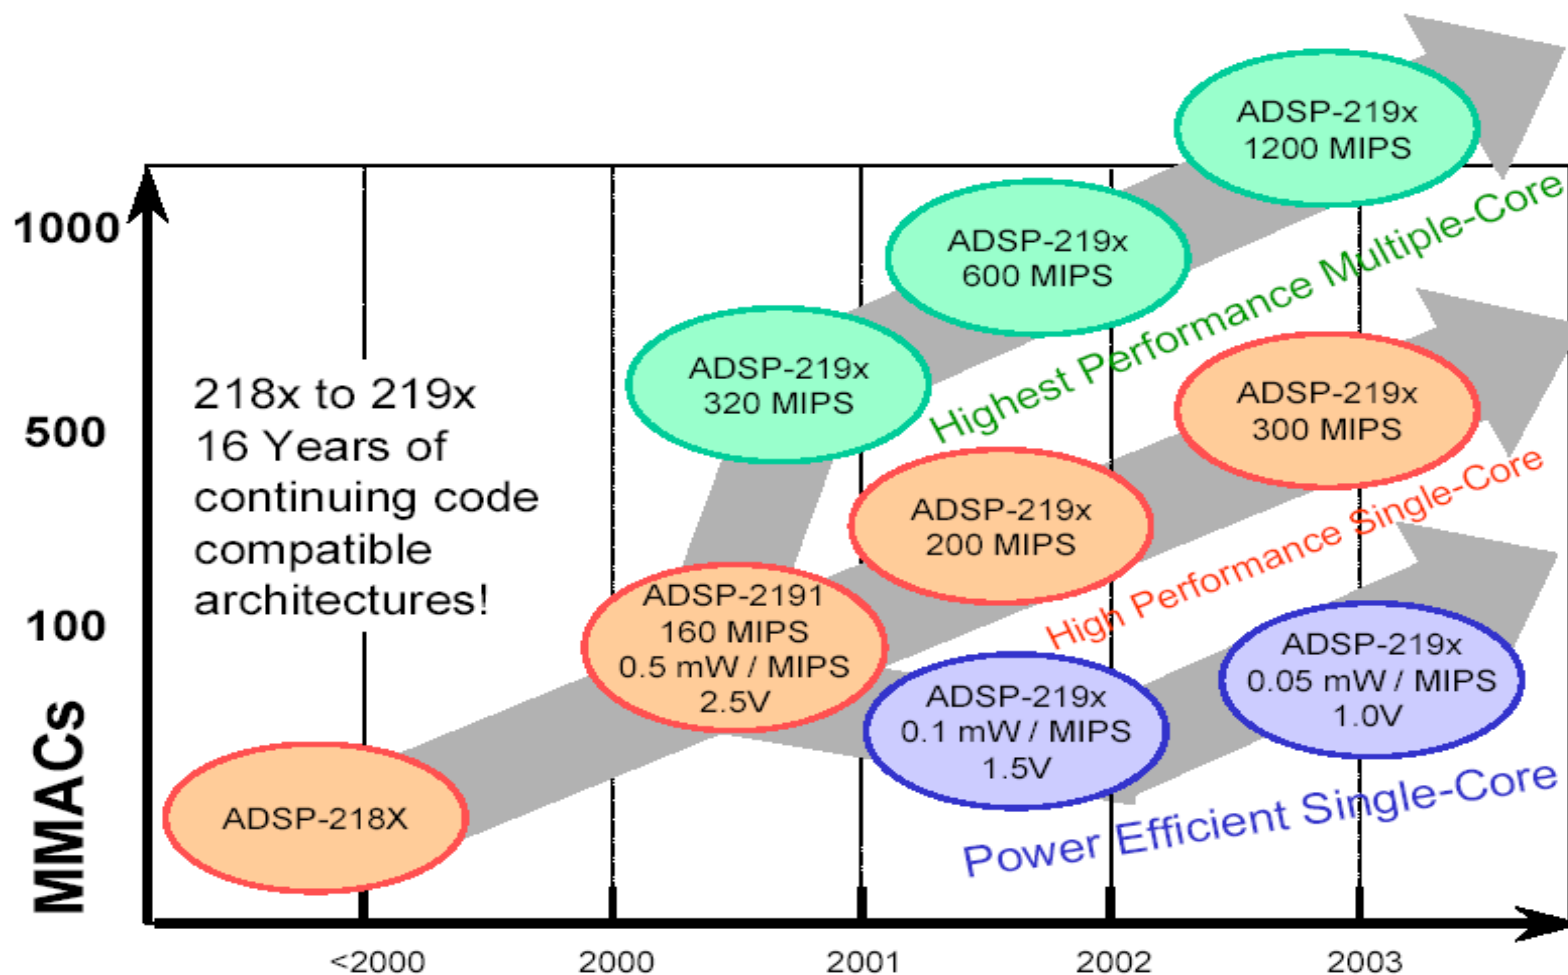 ADSP-219x
1200 MIPS
1000
ADSP-219x
600 MIPS
Highest Performance Multiple-Core
ADSP-219x
320 MIPS
218x to 219x
16 Years of
continuing code
compatible
architectures!
500
ADSP-219x
300 MIPS
ADSP-219x
200 MIPS
High Performance Single-Core
100
ADSP-2191
160 MIPS
0.5 mW / MIPS
2.5V
ADSP-219x
0.1 mW / MIPS
1.5V
ADSP-219x
0.05 mW / MIPS
1.0V
Power Efficient Single-Core
ADSP-218X
MMACs
<2000
2000
2001
2002
2003